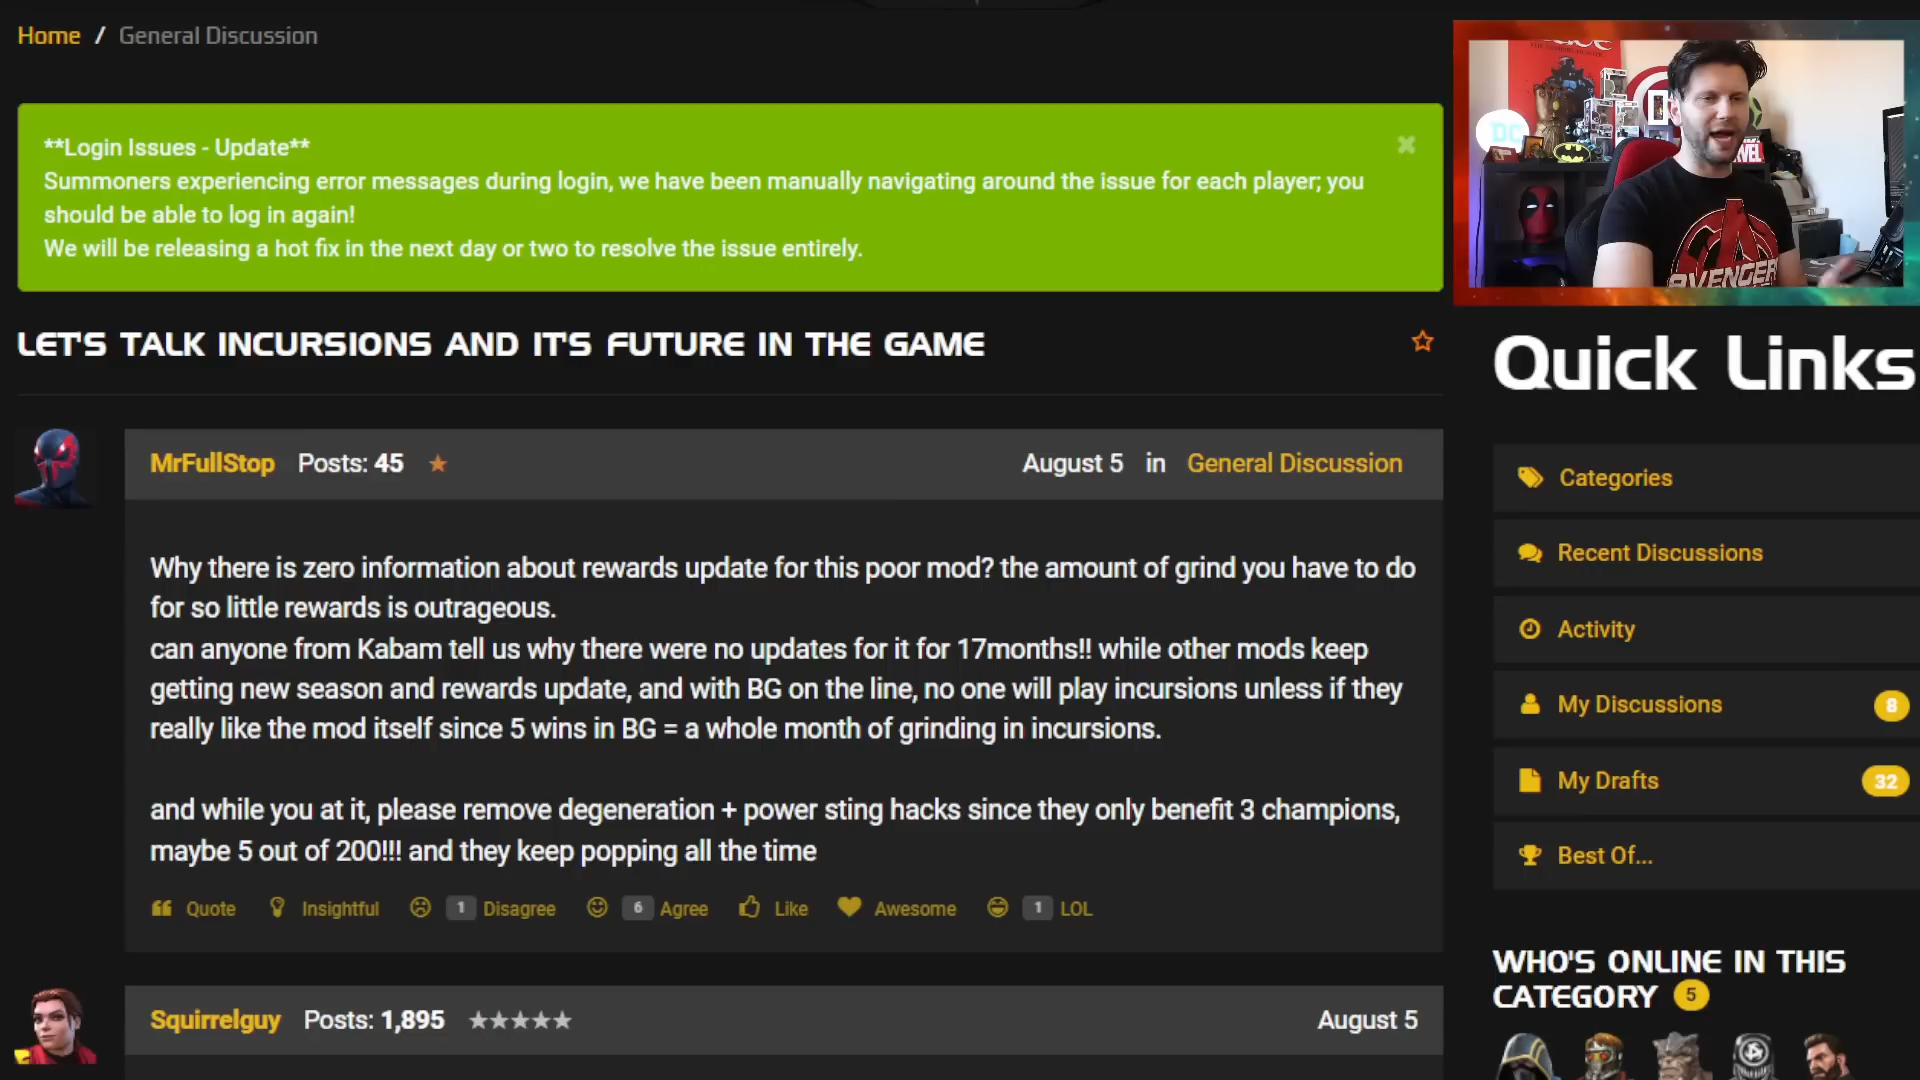 Home / General Discussion
**Login Issues - Update**
Summoners experiencing error messages during login, we have been manually navigating around the issue for each player; you
should be able to log in again!
We will be releasing a hot fix in the next day or two to resolve the issue entirely.
DC
MARVEL
AVENGER
LET'S TALK INCURSIONS AND IT'S FUTURE IN THE GAME
MrFullStop Posts: 45 August 5 in General Discussion
Why there is zero information about rewards update for this poor mod? the amount of grind you have to do
for so little rewards is outrageous.
can anyone from Kabam tell us why there were no updates for it for 17months!! while other mods keep
getting new season and rewards update, and with BG on the line, no one will play incursions unless if they
really like the mod itself since 5 wins in BG = a whole month of grinding in incursions.
and while you at it, please remove degeneration + power sting hacks since they only benefit 3 champions,
maybe 5 out of 200!!! and they keep popping all the time
Quote Insightful 1 Disagree 6 Agree Like Awesome 1 LOL
Squirrelguy Posts: 1,895 August 5
Quick Links
Categories
Recent Discussions
Activity
My Discussions 8
My Drafts 32
Best Of...
WHO'S ONLINE IN THIS
CATEGORY 5